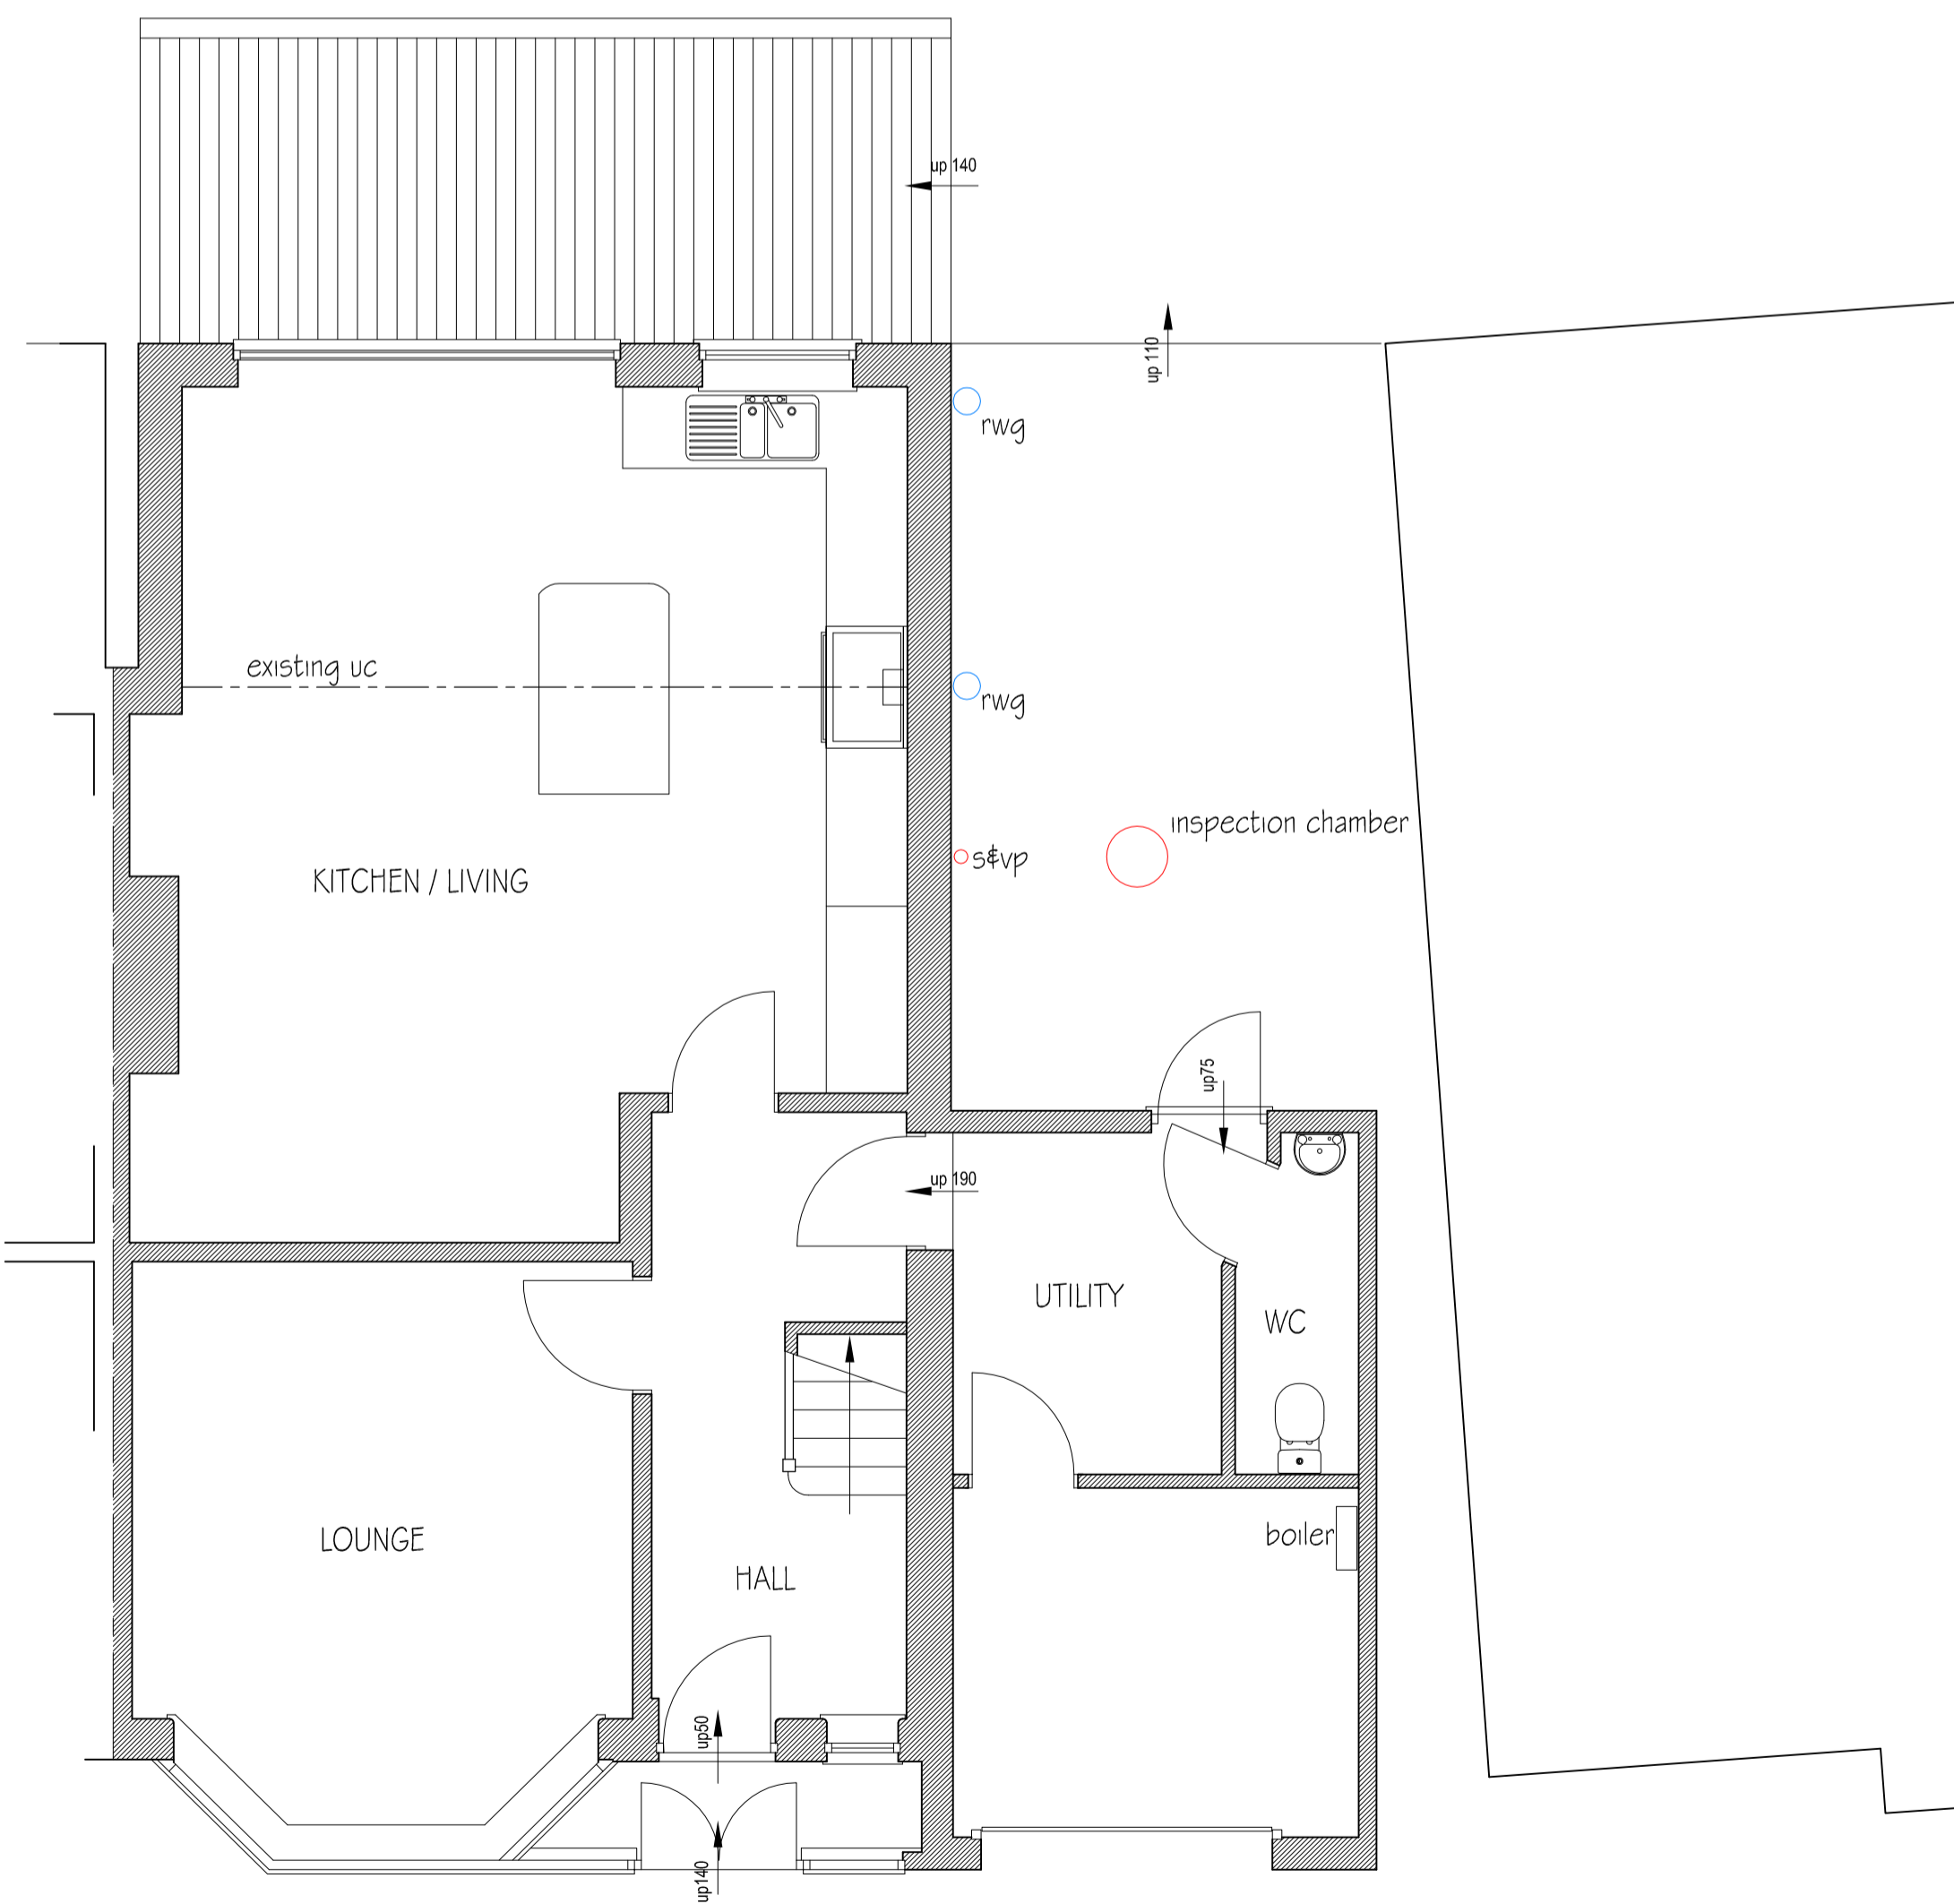 up 140
up 110
rwg
existing uc
rwg
inspection chamber
s&vp
KITCHEN / LIVING
up75
up 190
UTILITY
WC
LOUNGE
boiler
HALL
up50
up140